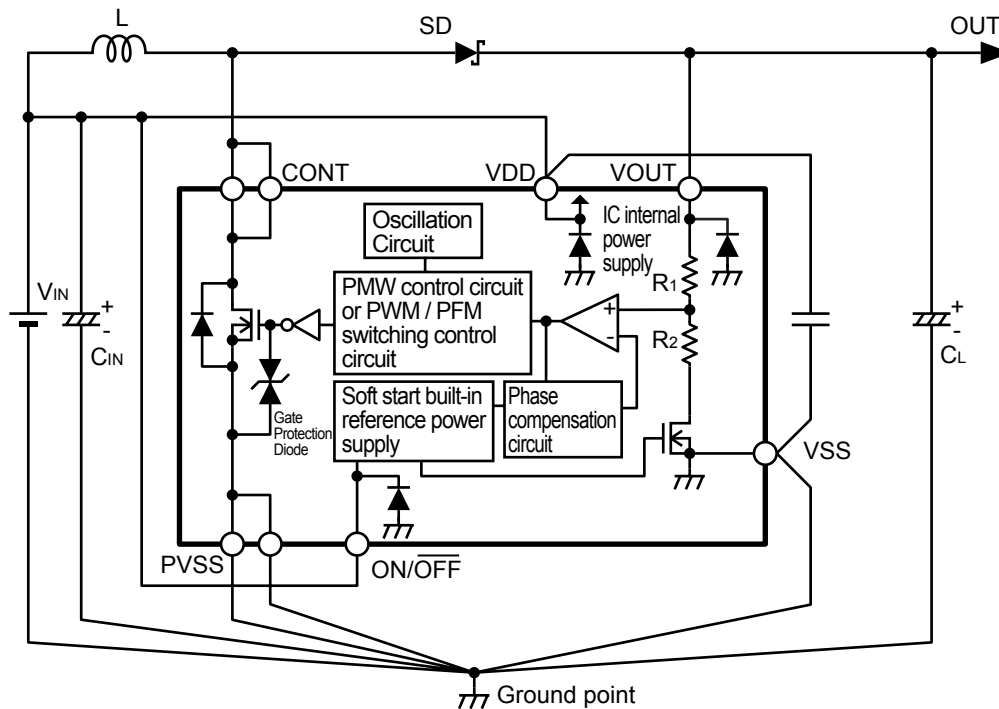 L
SD
OUT
CONT
VDD
VOUT
Oscillation
Circuit
IC internal
power
supply
VIN
+
-
CIN
PMW control circuit
or PWM / PFM
switching control
circuit
+
-
R1
R2
+
-
CL
Gate
Protection
Diode
Soft start built-in
reference power
supply
Phase
compensation
circuit
VSS
PVSS
ON/OFF
Ground point